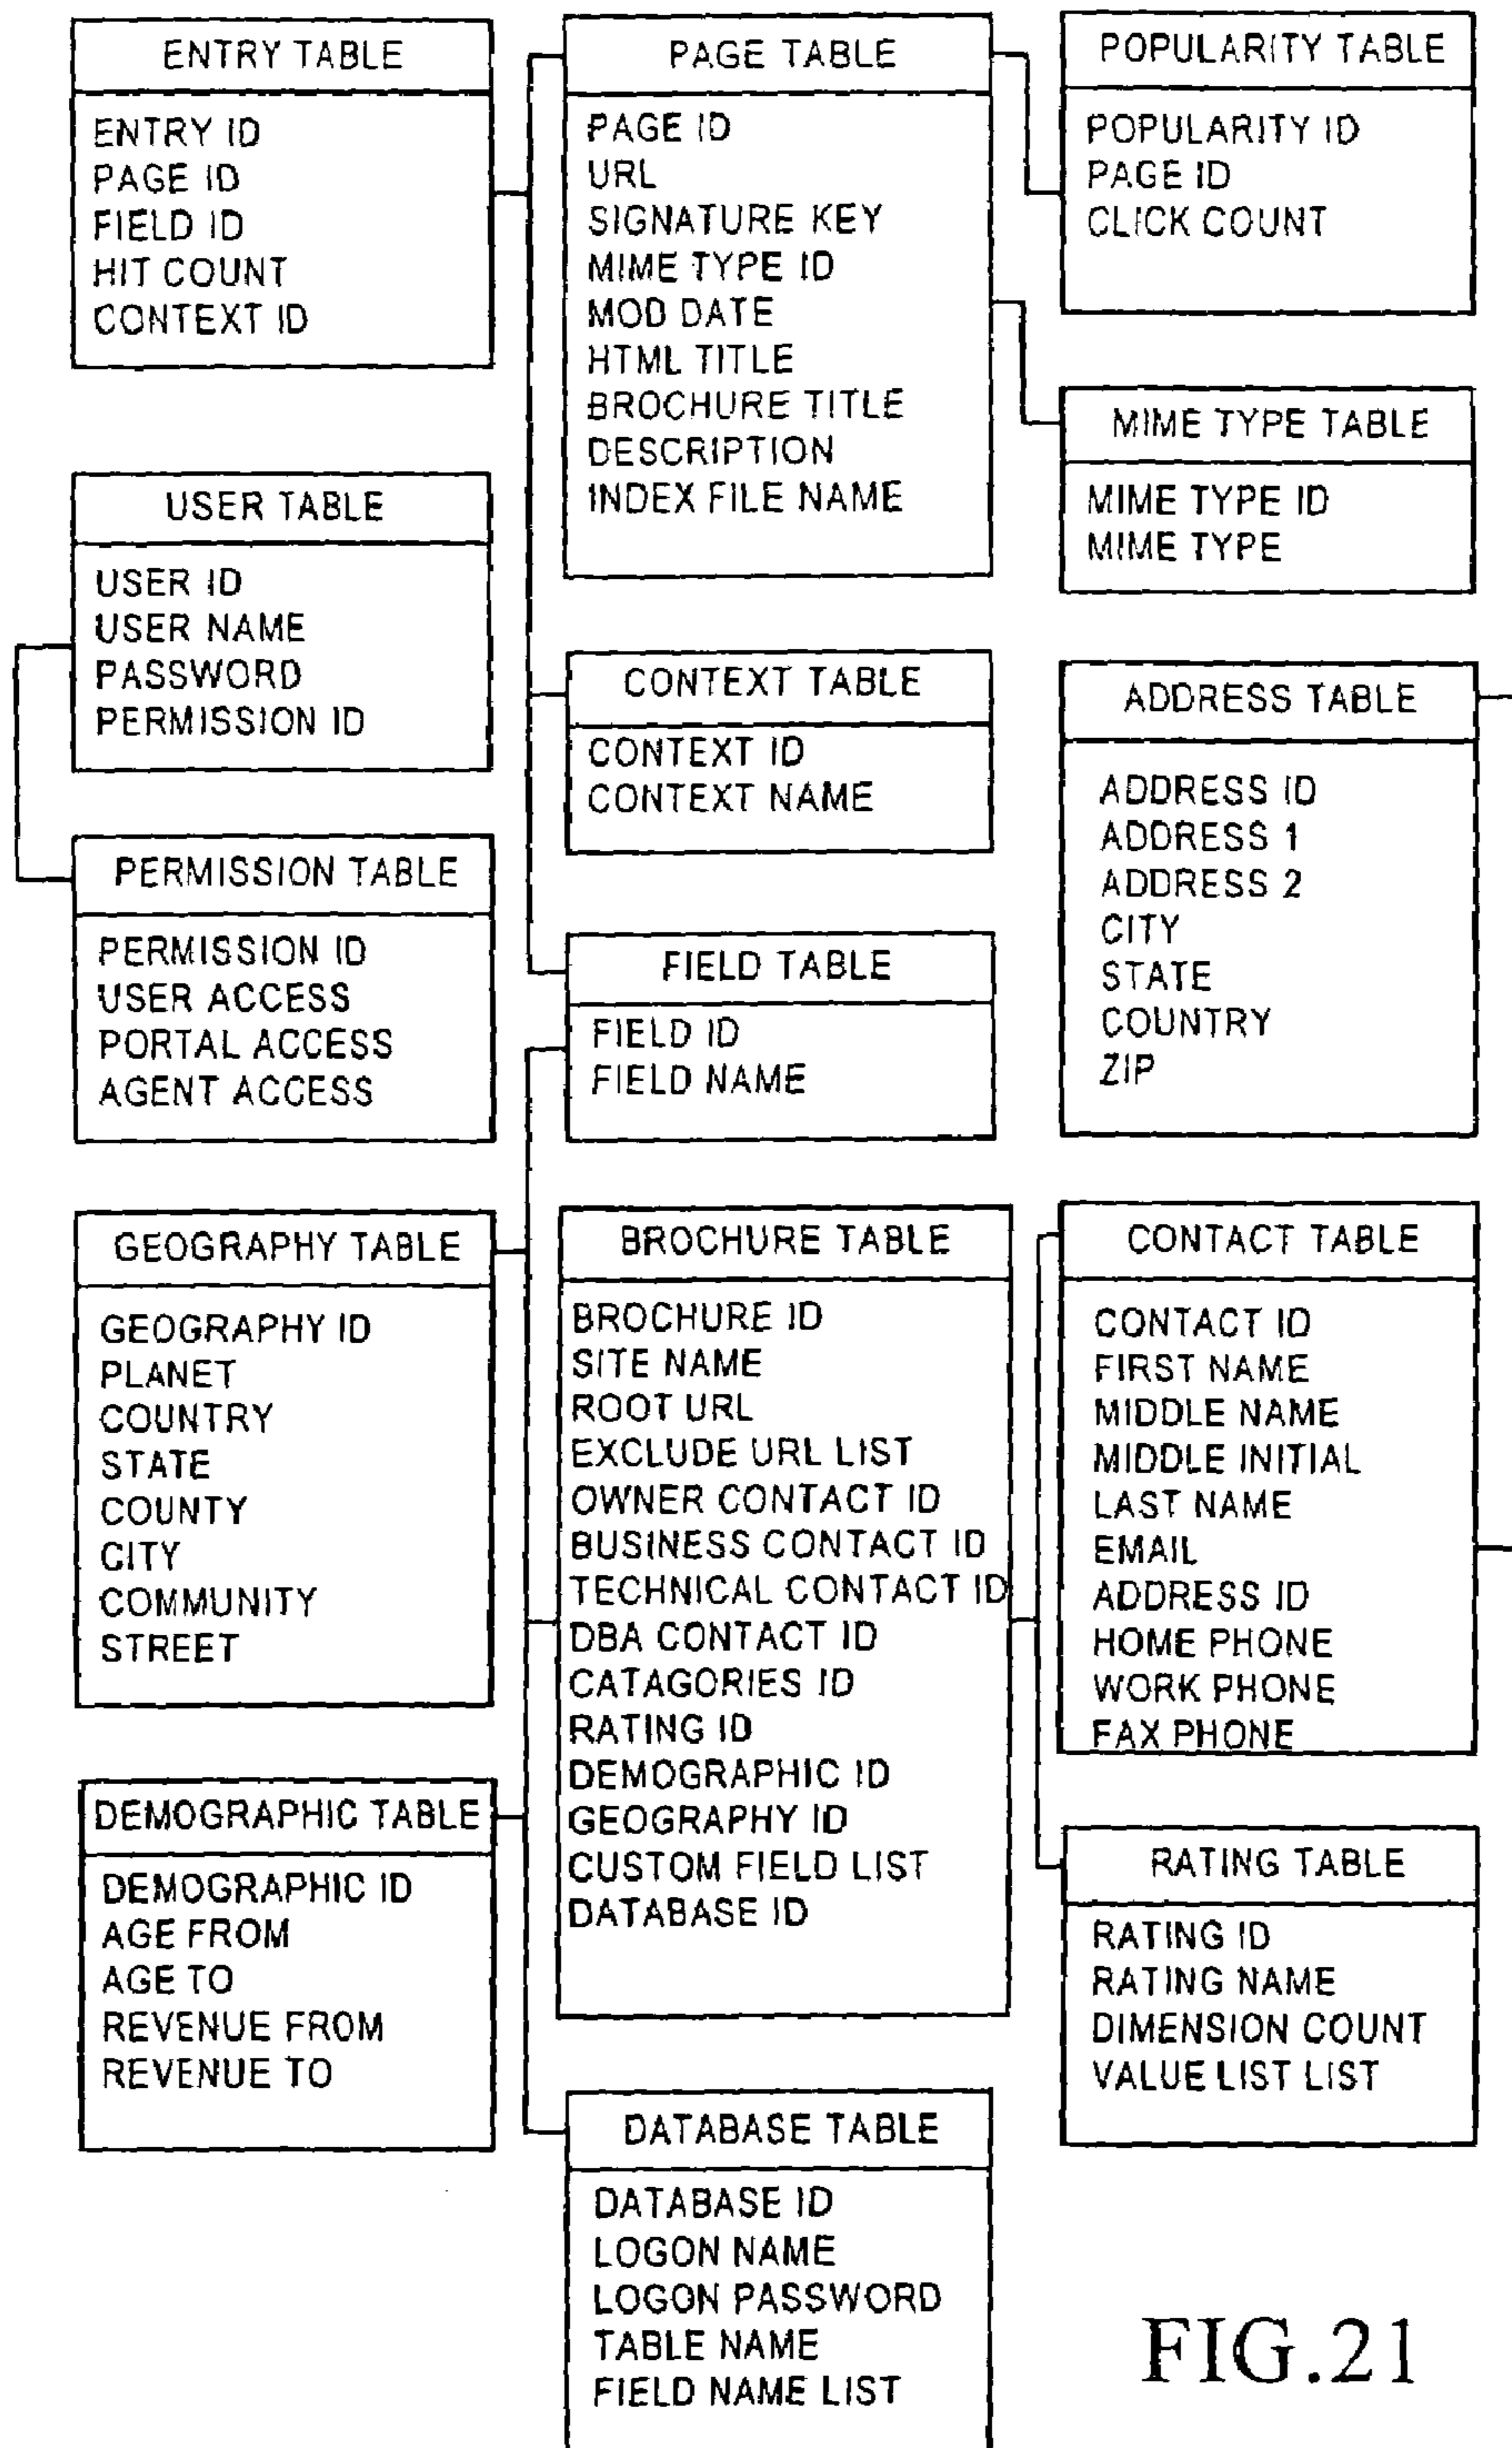 ENTRY TABLE
ENTRY ID
PAGE ID
FIELD ID
HIT COUNT
CONTEXT ID
PAGE TABLE
PAGE ID
URL
SIGNATURE KEY
MIME TYPE ID
MOD DATE
HTML TITLE
BROCHURE TITLE
DESCRIPTION
INDEX FILE NAME
POPULARITY TABLE
POPULARITY ID
PAGE ID
CLICK COUNT
MIME TYPE TABLE
MIME TYPE ID
MIME TYPE
USER TABLE
USER ID
USER NAME
PASSWORD
PERMISSION ID
CONTEXT TABLE
CONTEXT ID
CONTEXT NAME
ADDRESS TABLE
ADDRESS ID
ADDRESS 1
ADDRESS 2
CITY
STATE
COUNTRY
ZIP
PERMISSION TABLE
PERMISSION ID
USER ACCESS
PORTAL ACCESS
AGENT ACCESS
FIELD TABLE
FIELD ID
FIELD NAME
GEOGRAPHY TABLE
GEOGRAPHY ID
PLANET
COUNTRY
STATE
COUNTY
CITY
COMMUNITY
STREET
BROCHURE TABLE
BROCHURE ID
SITE NAME
ROOT URL
EXCLUDE URL LIST
OWNER CONTACT ID
BUSINESS CONTACT ID
TECHNICAL CONTACT ID
DBA CONTACT ID
CATAGORIES ID
RATING ID
DEMOGRAPHIC ID
GEOGRAPHY ID
CUSTOM FIELD LIST
DATABASE ID
CONTACT TABLE
CONTACT ID
FIRST NAME
MIDDLE NAME
MIDDLE INITIAL
LAST NAME
EMAIL
ADDRESS ID
HOME PHONE
WORK PHONE
FAX PHONE
DEMOGRAPHIC TABLE
DEMOGRAPHIC ID
AGE FROM
AGE TO
REVENUE FROM
REVENUE TO
RATING TABLE
RATING ID
RATING NAME
DIMENSION COUNT
VALUE LIST LIST
DATABASE TABLE
DATABASE ID
LOGON NAME
LOGON PASSWORD
TABLE NAME
FIELD NAME LIST
FIG.21